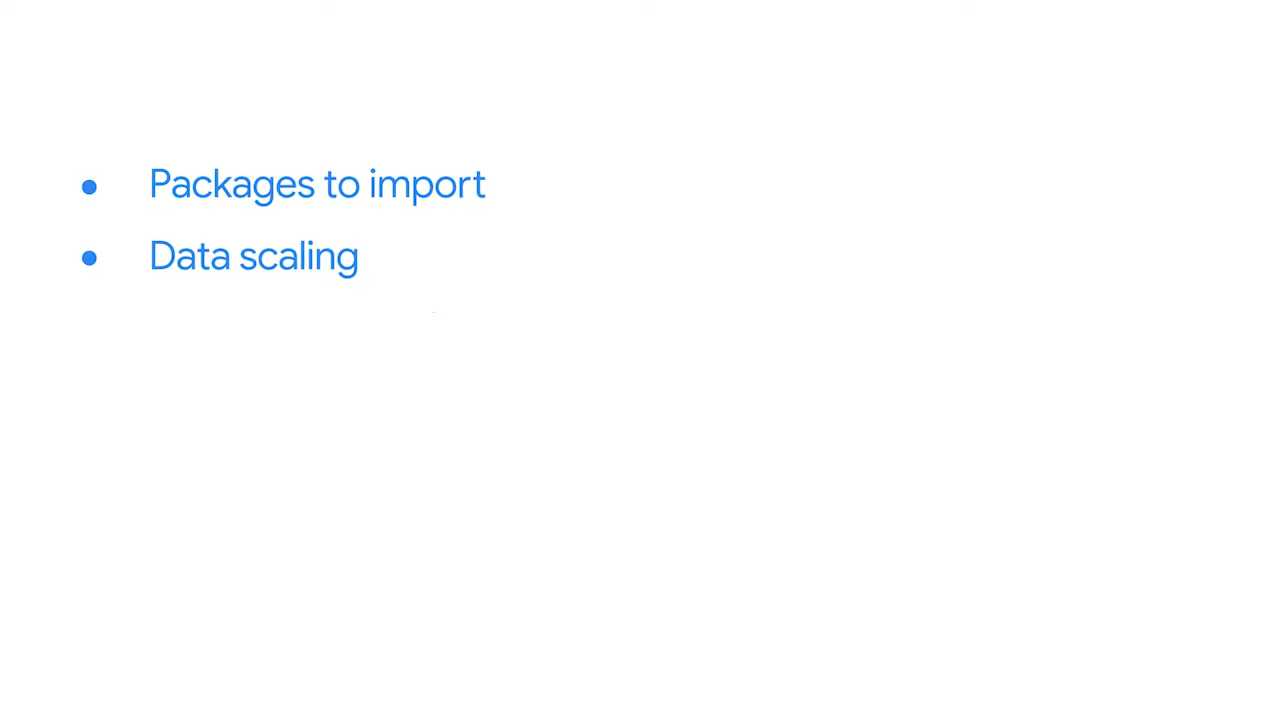 ● Packages to import
● Data scaling